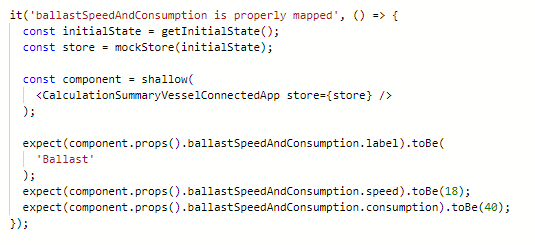 it('ballastSpeedAndConsumption is properly mapped', () => {
const initialState = getInitialState();
const store = mockStore(initialState);
const component = shallow(
<CalculationSummaryVesselConnectedApp store={store} />
);
expect(component.props().ballastSpeedAndConsumption.label).toBe(
'Ballast'
);
expect(component.props().ballastSpeedAndConsumption.speed).toBe(18);
expect(component.props().ballastSpeedAndConsumption.consumption).toBe(40);
});